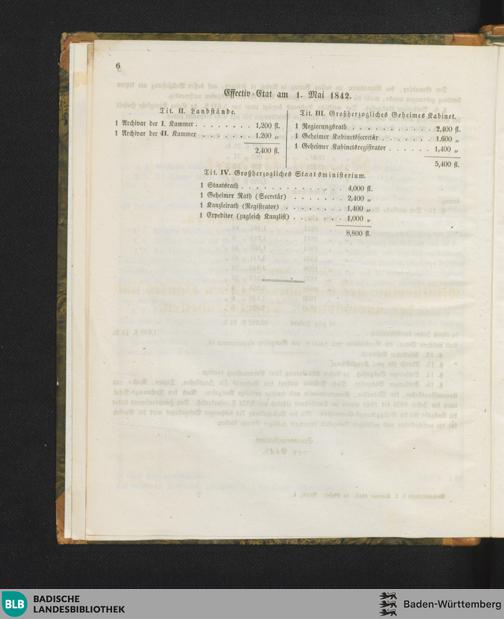 6
Effectiv-Etat am 1. Mai 1842.
Tit. II. Landstände.
1 Archivar der I. Kammer . . . . . . . . 1,200 fl.
1 Archivar der II. Kammer . . . . . . . 1,200 „
2,400 fl.
Tit. III. Großherzogliches Geheimes Kabinet.
1 Regierungsrath . . . . . . . . . . 2,400 fl.
1 Geheimer Kabinetssecretär . . . . . . . 1,600 „
1 Geheimer Kabinetsregistrator . . . . . . 1,400 „
5,400 fl.
Tit. IV. Großherzogliches Staatsministerium.
1 Staatsrath . . . . . . . . . . . . 4,000 fl.
1 Geheimer Rath (Secretär) . . . . . . 2,400 „
1 Kanzleirath (Registrator) . . . . . . 1,400 „
1 Expeditor (zugleich Kanzlist) . . . . . 1,000 „
8,800 fl.
BLB
BADISCHE
LANDESBIBLIOTHEK
Baden-Württemberg